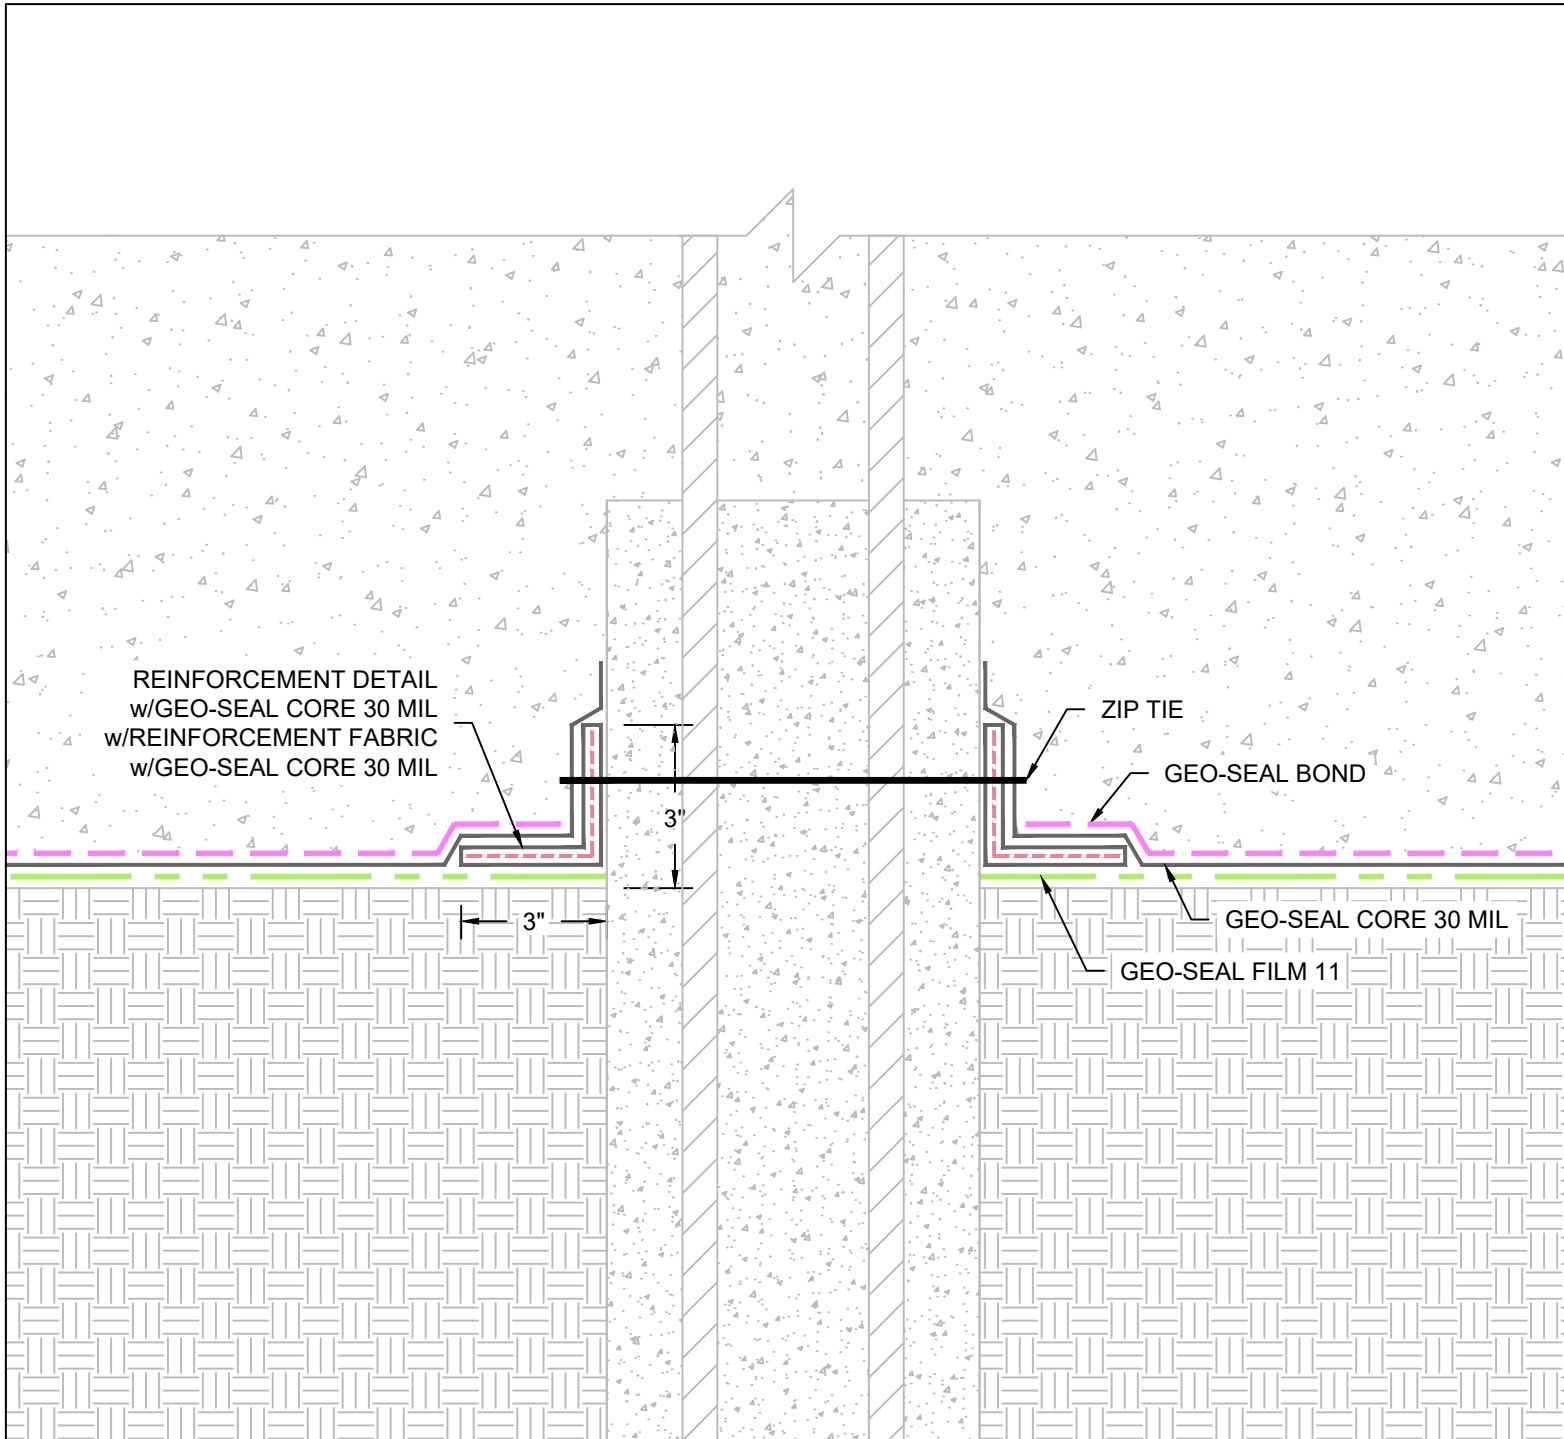 REINFORCEMENT DETAIL
w/GEO-SEAL CORE 30 MIL
w/REINFORCEMENT FABRIC
w/GEO-SEAL CORE 30 MIL
ZIP TIE
GEO-SEAL BOND
3"
3"
GEO-SEAL CORE 30 MIL
GEO-SEAL FILM 11